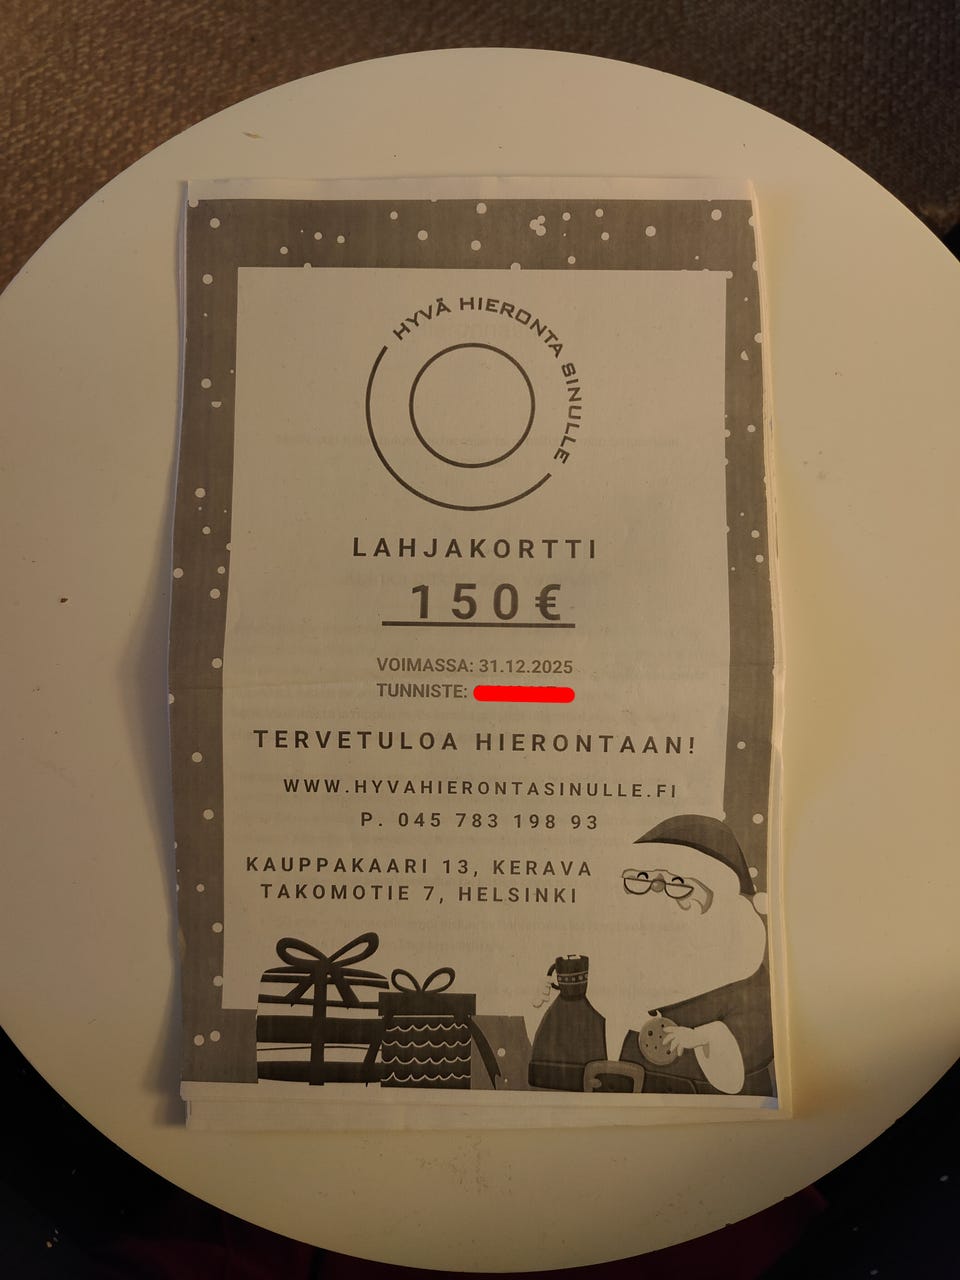 HYVÄ HIERONTA SINULLE
LAHJAKORTTI
150€
VOIMASSA: 31.12.2025
TUNNISTE:
TERVETULOA HIERONTAAN!
WWW.HYVAHIERONTASINULLE.FI
P. 045 783 198 93
KAUPPAKAARI 13, KERAVA
TAKOMOTIE 7, HELSINKI